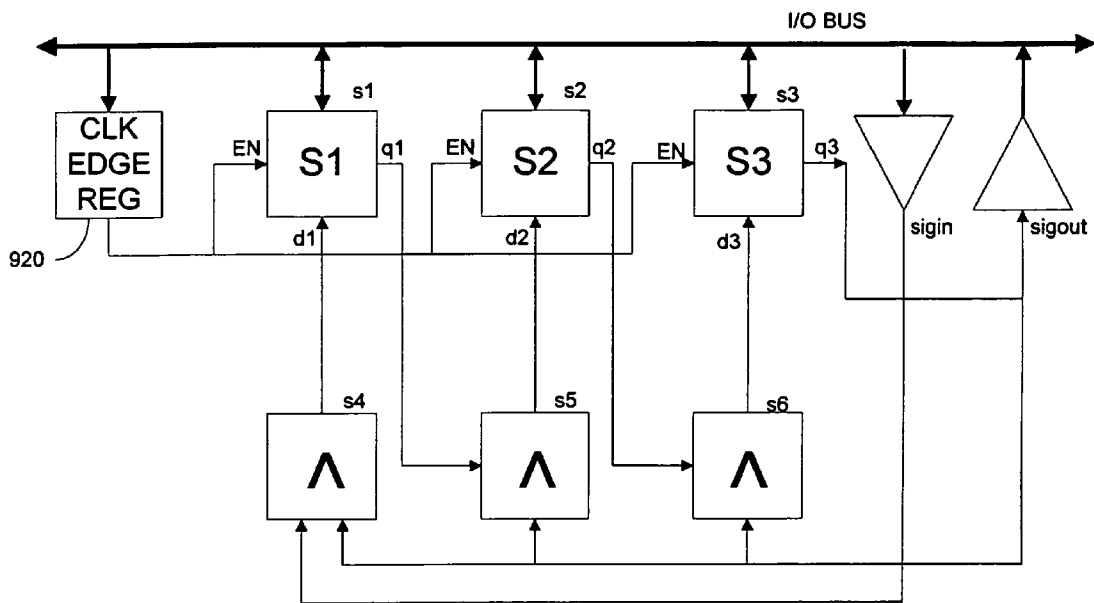 I/O BUS
s1
s2
s3
CLK
EDGE
REG
EN
S1
q1
EN
S2
q2
EN
S3
q3
920
d1
d2
d3
sigin
sigout
s4
s5
s6
Λ
Λ
Λ